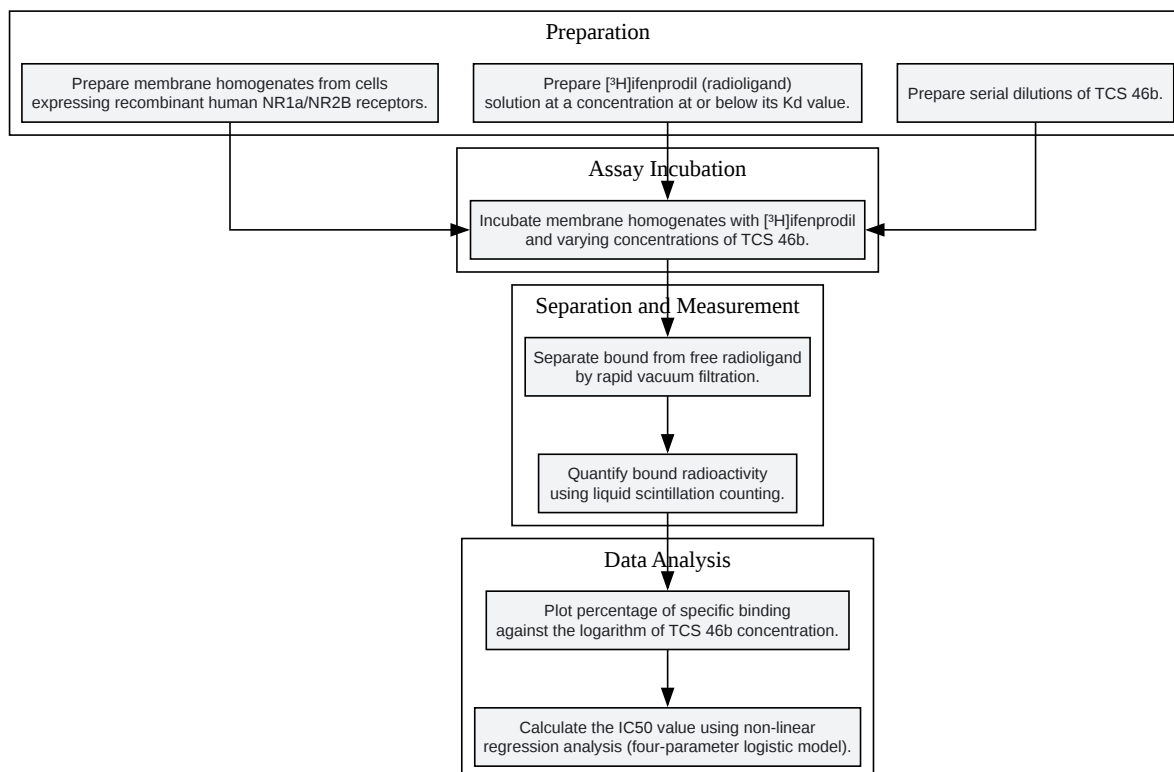 Preparation
Prepare membrane homogenates from cells
expressing recombinant human NR1a/NR2B receptors.
Prepare [³H]ifenprodil (radioligand)
solution at a concentration at or below its Kd value.
Prepare serial dilutions of TCS 46b.
Assay Incubation
Incubate membrane homogenates with [³H]ifenprodil
and varying concentrations of TCS 46b.
Separation and Measurement
Separate bound from free radioligand
by rapid vacuum filtration.
Quantify bound radioactivity
using liquid scintillation counting.
Data Analysis
Plot percentage of specific binding
against the logarithm of TCS 46b concentration.
Calculate the IC50 value using non-linear
regression analysis (four-parameter logistic model).